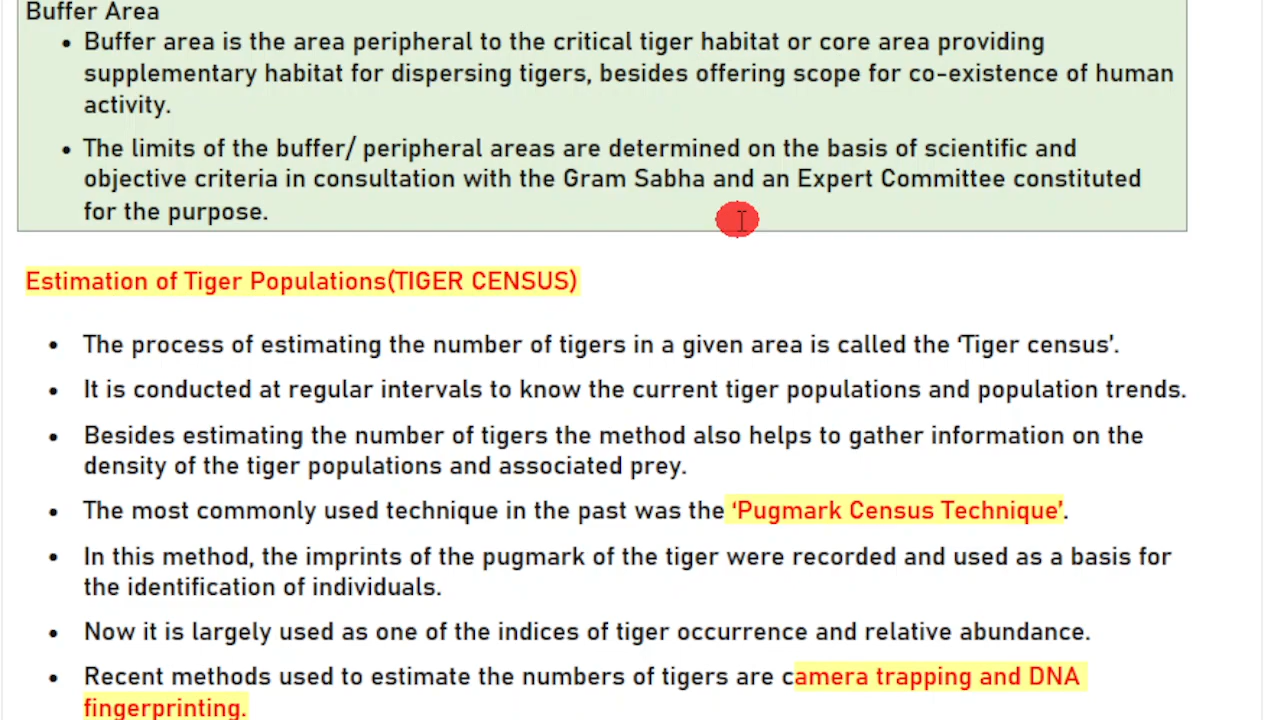 Buffer Area
• Buffer area is the area peripheral to the critical tiger habitat or core area providing
supplementary habitat for dispersing tigers, besides offering scope for co-existence of human
activity.
• The limits of the buffer/ peripheral areas are determined on the basis of scientific and
objective criteria in consultation with the Gram Sabha and an Expert Committee constituted
for the purpose.
Estimation of Tiger Populations(TIGER CENSUS)
• The process of estimating the number of tigers in a given area is called the ‘Tiger census’.
• It is conducted at regular intervals to know the current tiger populations and population trends.
• Besides estimating the number of tigers the method also helps to gather information on the
density of the tiger populations and associated prey.
• The most commonly used technique in the past was the ‘Pugmark Census Technique’.
• In this method, the imprints of the pugmark of the tiger were recorded and used as a basis for
the identification of individuals.
• Now it is largely used as one of the indices of tiger occurrence and relative abundance.
• Recent methods used to estimate the numbers of tigers are camera trapping and DNA
fingerprinting.